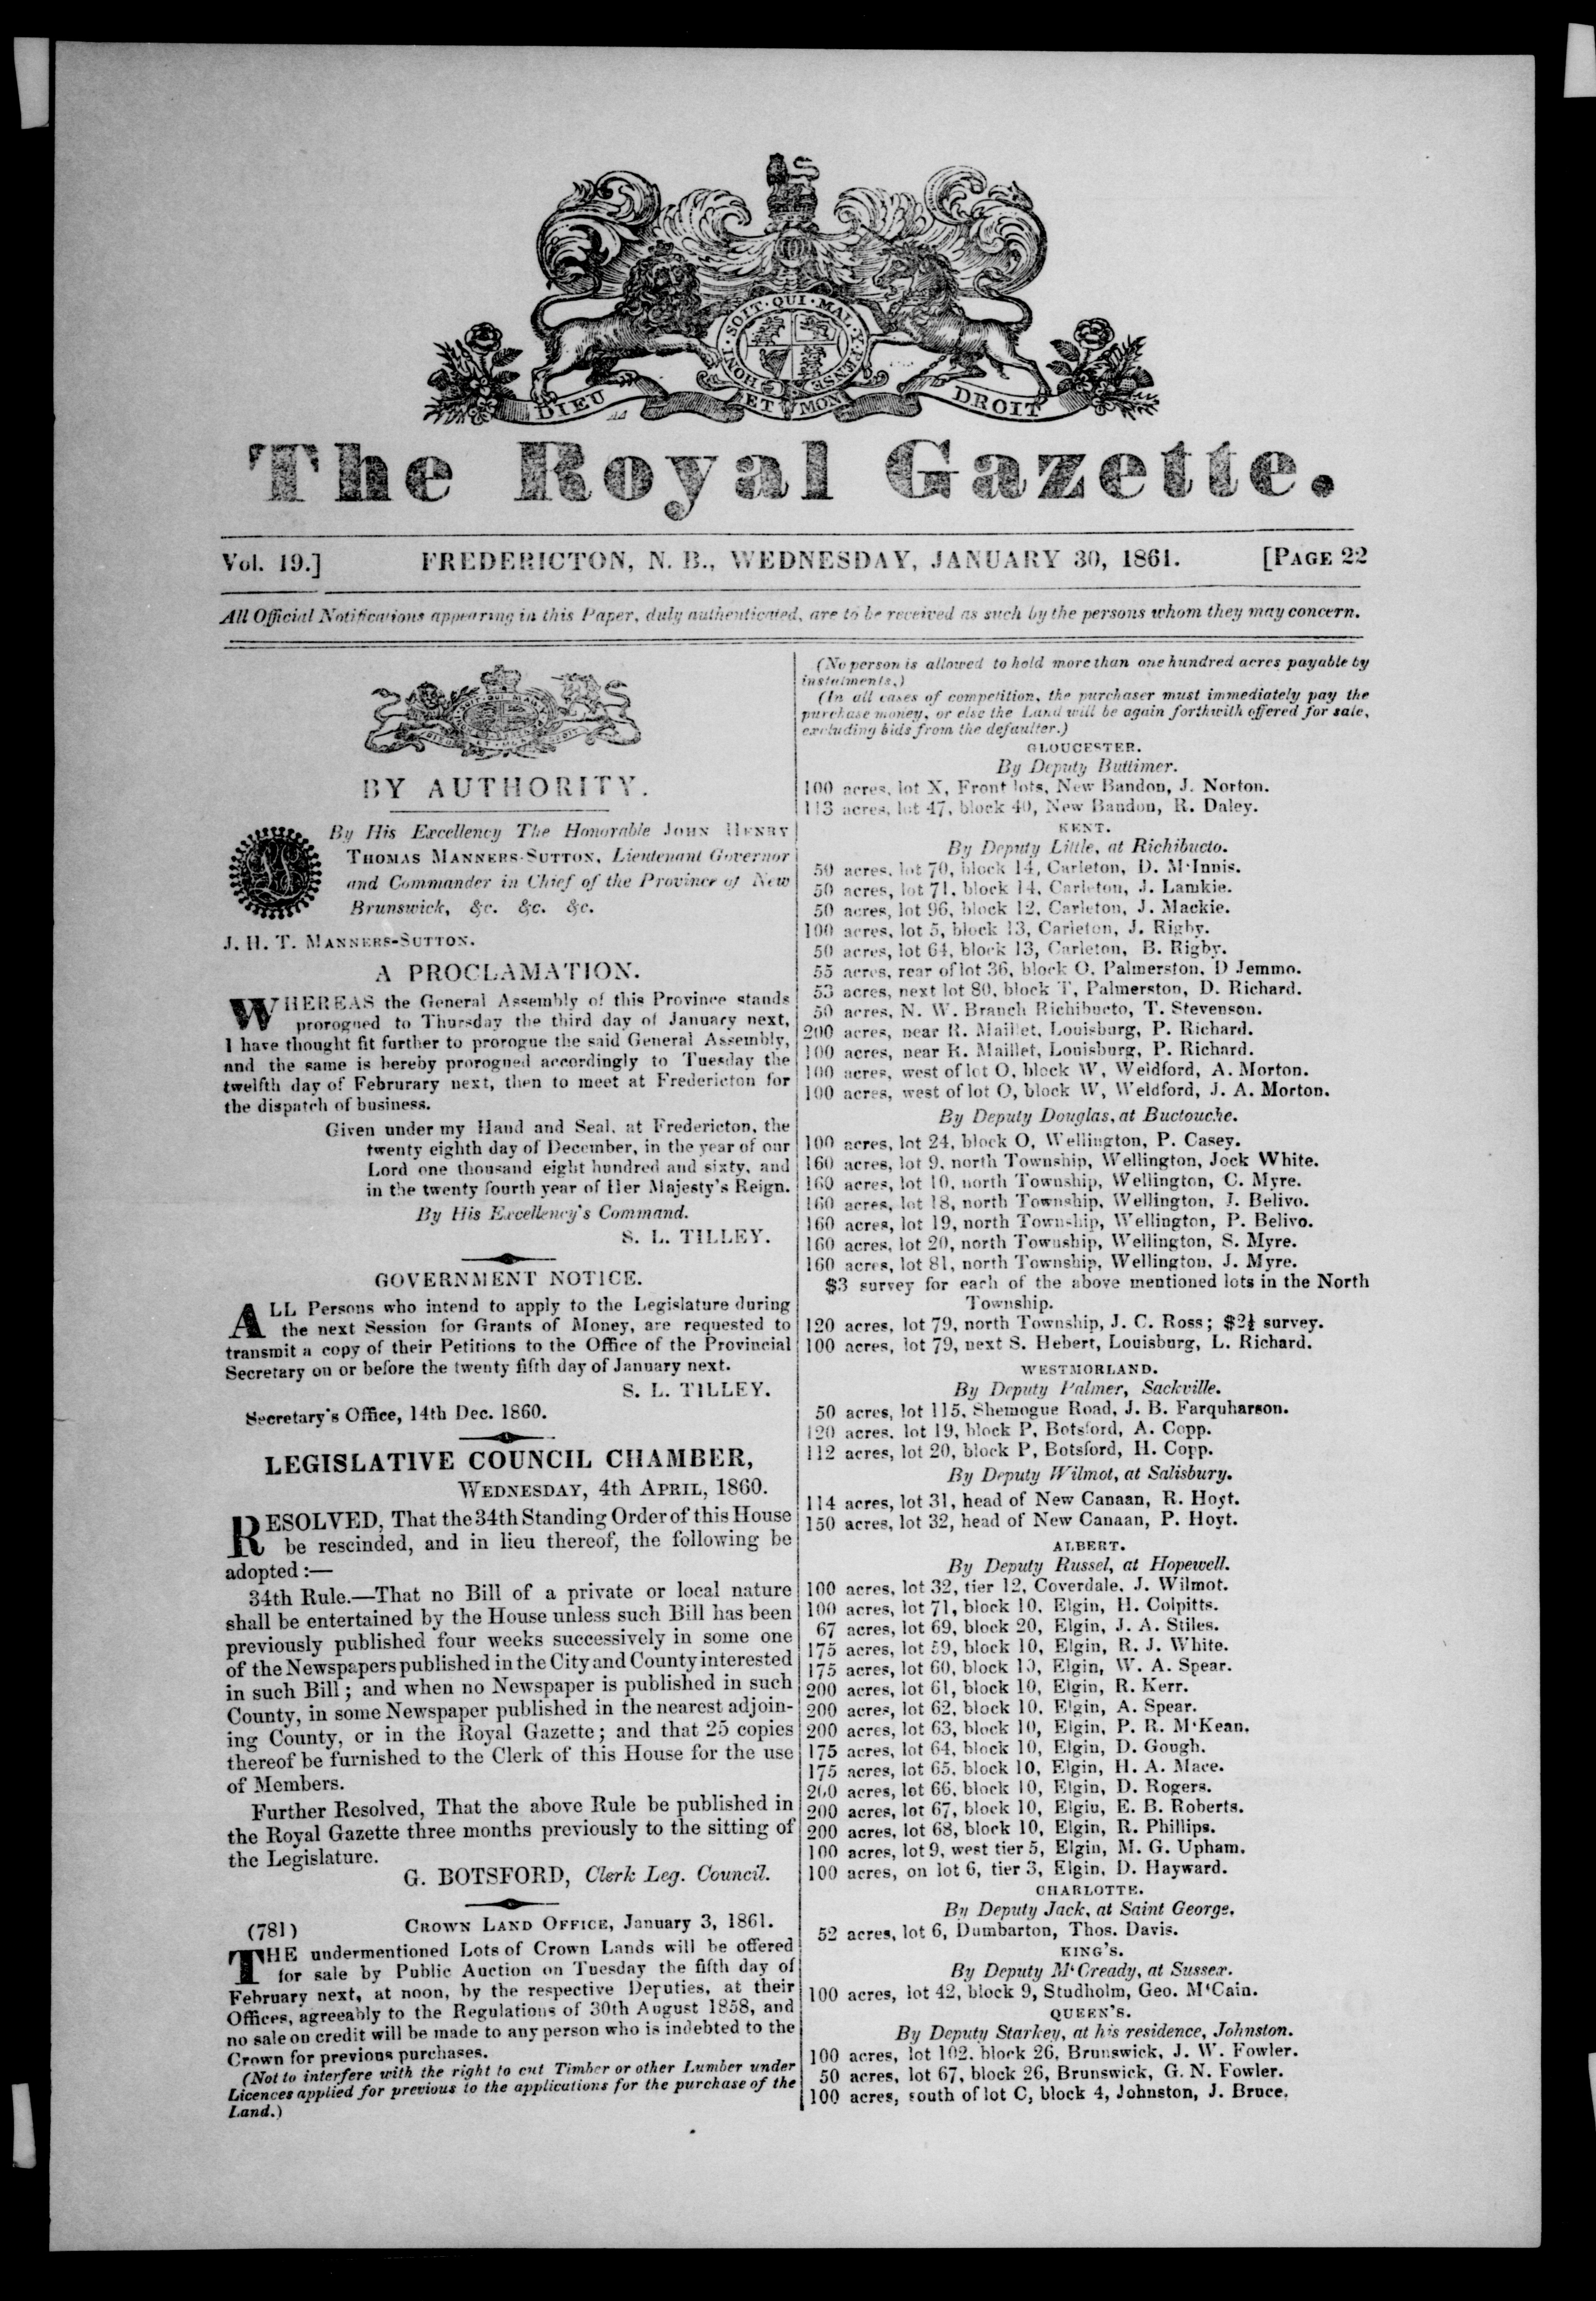 HONI · SOIT · QUI · MAL · Y · PENSE
DIEU ET MON DROIT
The Royal Gazette.
Vol. 19.] FREDERICTON, N. B., WEDNESDAY, JANUARY 30, 1861. [PAGE 22
All Official Notifications appearing in this Paper, duly authenticated, are to be received as such by the persons whom they may concern.
BY AUTHORITY.
By His Excellency The Honorable JOHN HENRY
THOMAS MANNERS-SUTTON, Lieutenant Governor
and Commander in Chief of the Province of New
Brunswick, &c. &c. &c.
J. H. T. MANNERS-SUTTON.
A PROCLAMATION.
WHEREAS the General Assembly of this Province stands
prorogued to Thursday the third day of January next,
I have thought fit further to prorogue the said General Assembly,
and the same is hereby prorogued accordingly to Tuesday the
twelfth day of Februrary next, then to meet at Fredericton for
the dispatch of business.
Given under my Hand and Seal, at Fredericton, the
twenty eighth day of December, in the year of our
Lord one thousand eight hundred and sixty, and
in the twenty fourth year of Her Majesty's Reign.
By His Excellency's Command.
S. L. TILLEY.
GOVERNMENT NOTICE.
ALL Persons who intend to apply to the Legislature during
the next Session for Grants of Money, are requested to
transmit a copy of their Petitions to the Office of the Provincial
Secretary on or before the twenty fifth day of January next.
S. L. TILLEY.
Secretary's Office, 14th Dec. 1860.
LEGISLATIVE COUNCIL CHAMBER,
WEDNESDAY, 4th APRIL, 1860.
RESOLVED, That the 34th Standing Order of this House
be rescinded, and in lieu thereof, the following be
adopted :—
34th Rule.—That no Bill of a private or local nature
shall be entertained by the House unless such Bill has been
previously published four weeks successively in some one
of the Newspapers published in the City and County interested
in such Bill ; and when no Newspaper is published in such
County, in some Newspaper published in the nearest adjoin-
ing County, or in the Royal Gazette ; and that 25 copies
thereof be furnished to the Clerk of this House for the use
of Members.
Further Resolved, That the above Rule be published in
the Royal Gazette three months previously to the sitting of
the Legislature.
G. BOTSFORD, Clerk Leg. Council.
(781) CROWN LAND OFFICE, January 3, 1861.
THE undermentioned Lots of Crown Lands will be offered
for sale by Public Auction on Tuesday the fifth day of
February next, at noon, by the respective Deputies, at their
Offices, agreeably to the Regulations of 30th August 1858, and
no sale on credit will be made to any person who is indebted to the
Crown for previous purchases.
(Not to interfere with the right to cut Timber or other Lumber under
Licences applied for previous to the applications for the purchase of the
Land.)
(No person is allowed to hold more than one hundred acres payable by
instalments.)
(In all cases of competition, the purchaser must immediately pay the
purchase money, or else the Land will be again forthwith offered for sale,
excluding bids from the defaulter.)
GLOUCESTER.
By Deputy Buttimer.
100 acres, lot X, Front lots, New Bandon, J. Norton.
113 acres, lot 47, block 40, New Bandon, R. Daley.
KENT.
By Deputy Little, at Richibucto.
50 acres, lot 70, block 14, Carleton, D. M'Innis.
50 acres, lot 71, block 14, Carleton, J. Lamkie.
50 acres, lot 96, block 12, Carleton, J. Mackie.
100 acres, lot 5, block 13, Carleton, J. Rigby.
50 acres, lot 64, block 13, Carleton, B. Rigby.
55 acres, rear of lot 36, block O. Palmerston, D Jemmo.
53 acres, next lot 80, block T, Palmerston, D. Richard.
50 acres, N. W. Branch Richibucto, T. Stevenson.
200 acres, near R. Maillet, Louisburg, P. Richard.
100 acres, near R. Maillet, Louisburg, P. Richard.
100 acres, west of lot O, block W, Weldford, A. Morton.
100 acres, west of lot O, block W, Weldford, J. A. Morton.
By Deputy Douglas, at Buctouche.
100 acres, lot 24, block O, Wellington, P. Casey.
160 acres, lot 9, north Township, Wellington, Jock White.
160 acres, lot 10, north Township, Wellington, C. Myre.
160 acres, lot 18, north Township, Wellington, J. Belivo.
160 acres, lot 19, north Township, Wellington, P. Belivo.
160 acres, lot 20, north Township, Wellington, S. Myre.
160 acres, lot 81, north Township, Wellington, J. Myre.
$3 survey for each of the above mentioned lots in the North
Township.
120 acres, lot 79, north Township, J. C. Ross ; $2½ survey.
100 acres, lot 79, next S. Hebert, Louisburg, L. Richard.
WESTMORLAND.
By Deputy Palmer, Sackville.
50 acres, lot 115, Shemogue Road, J. B. Farquharson.
120 acres, lot 19, block P, Botsford, A. Copp.
112 acres, lot 20, block P, Botsford, H. Copp.
By Deputy Wilmot, at Salisbury.
114 acres, lot 31, head of New Canaan, R. Hoyt.
150 acres, lot 32, head of New Canaan, P. Hoyt.
ALBERT.
By Deputy Russel, at Hopewell.
100 acres, lot 32, tier 12, Coverdale, J. Wilmot.
100 acres, lot 71, block 10, Elgin, H. Colpitts.
67 acres, lot 69, block 20, Elgin, J. A. Stiles.
175 acres, lot 59, block 10, Elgin, R. J. White.
175 acres, lot 60, block 10, Elgin, W. A. Spear.
200 acres, lot 61, block 10, Elgin, R. Kerr.
200 acres, lot 62, block 10, Elgin, A. Spear.
200 acres, lot 63, block 10, Elgin, P. R. M'Kean.
175 acres, lot 64, block 10, Elgin, D. Gough.
175 acres, lot 65, block 10, Elgin, H. A. Mace.
200 acres, lot 66, block 10, Elgin, D. Rogers.
200 acres, lot 67, block 10, Elgin, E. B. Roberts.
200 acres, lot 68, block 10, Elgin, R. Phillips.
100 acres, lot 9, west tier 5, Elgin, M. G. Upham.
100 acres, on lot 6, tier 3, Elgin, D. Hayward.
CHARLOTTE.
By Deputy Jack, at Saint George.
52 acres, lot 6, Dumbarton, Thos. Davis.
KING'S.
By Deputy M'Cready, at Sussex.
100 acres, lot 42, block 9, Studholm, Geo. M'Cain.
QUEEN'S.
By Deputy Starkey, at his residence, Johnston.
100 acres, lot 102, block 26, Brunswick, J. W. Fowler.
50 acres, lot 67, block 26, Brunswick, G. N. Fowler.
100 acres, south of lot C, block 4, Johnston, J. Bruce.